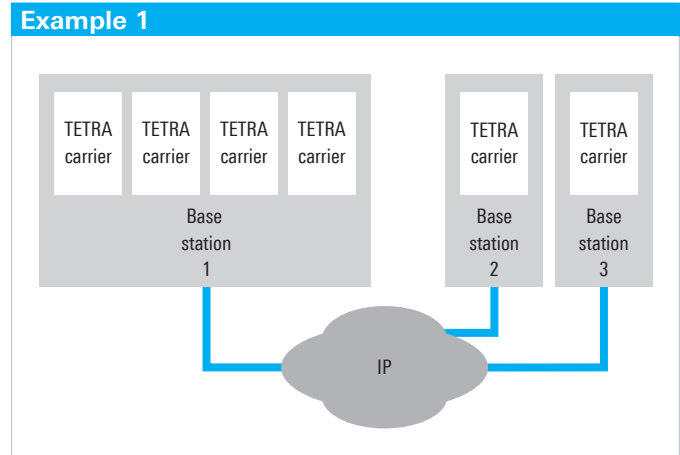 Example 1
TETRA
carrier
TETRA
carrier
TETRA
carrier
TETRA
carrier
Base
station
1
TETRA
carrier
Base
station
2
TETRA
carrier
Base
station
3
IP